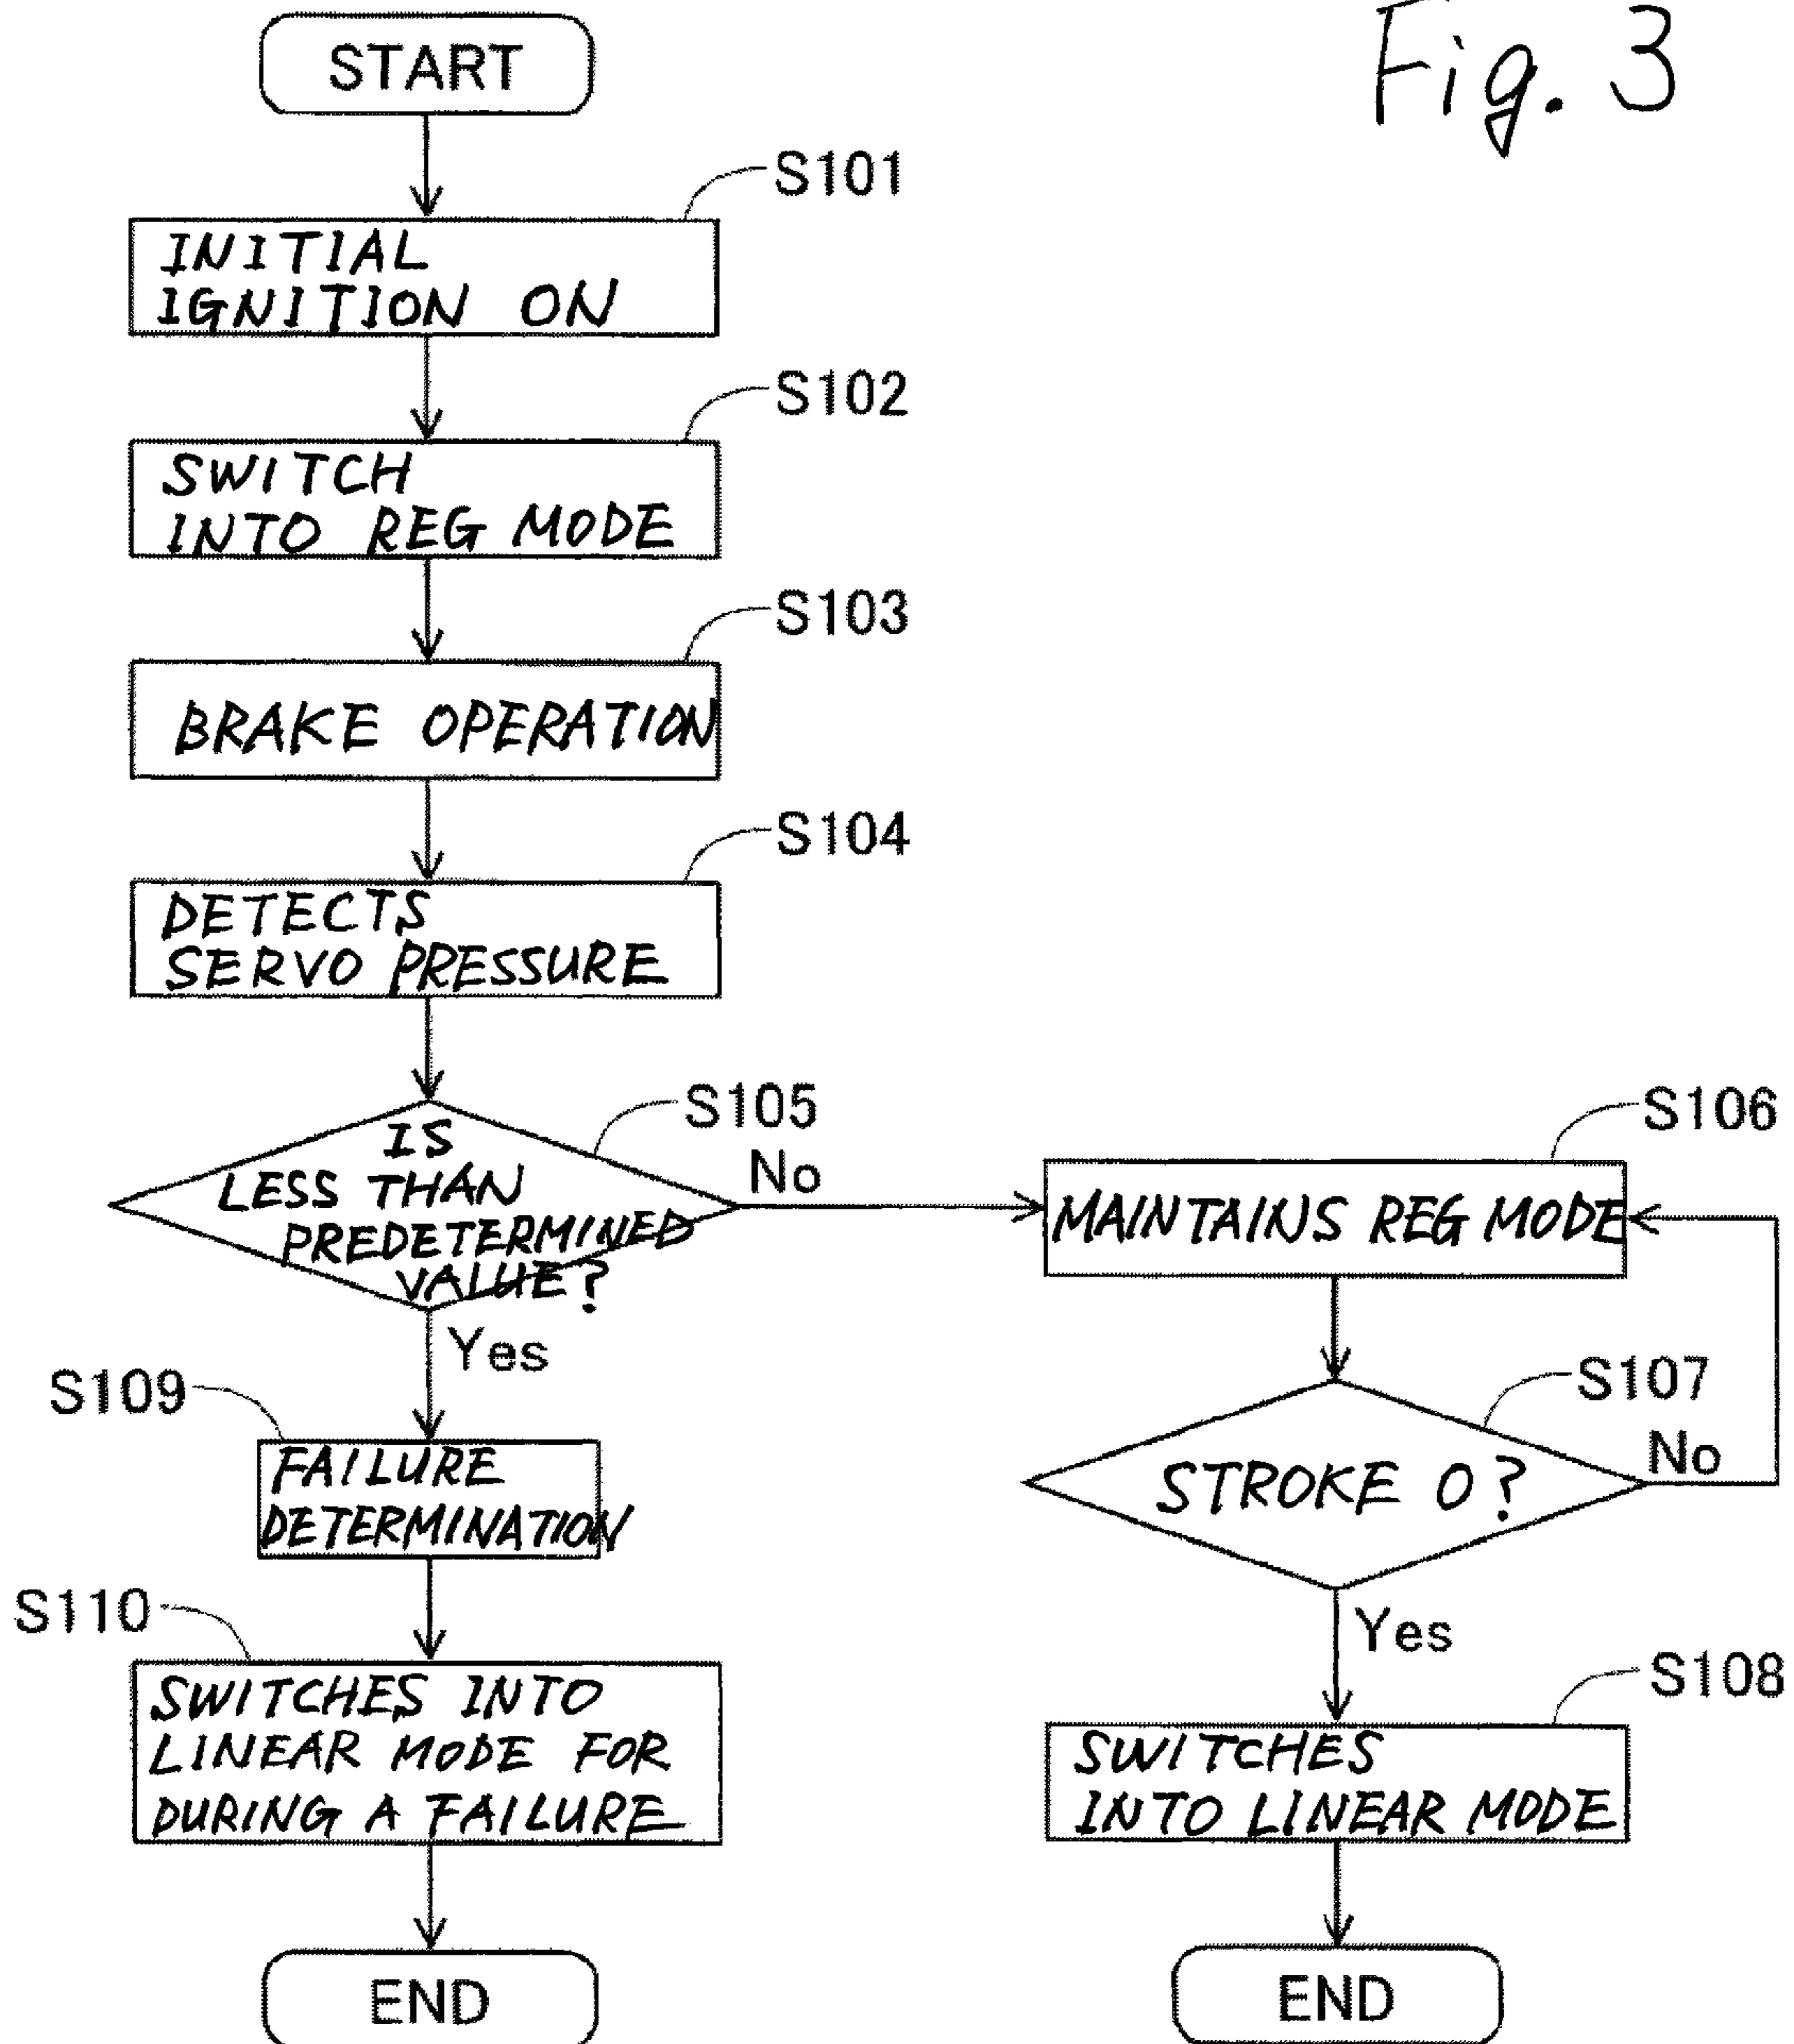 Fig. 3
START
S101
INITIAL
IGNITION ON
S102
SWITCH
INTO REG MODE
S103
BRAKE OPERATION
S104
DETECTS
SERVO PRESSURE
S105
IS
LESS THAN
PREDETERMINED
VALUE?
No
Yes
S106
MAINTAINS REG MODE
S107
STROKE 0?
No
Yes
S108
SWITCHES
INTO LINEAR MODE
END
S109
FAILURE
DETERMINATION
S110
SWITCHES INTO
LINEAR MODE FOR
DURING A FAILURE
END